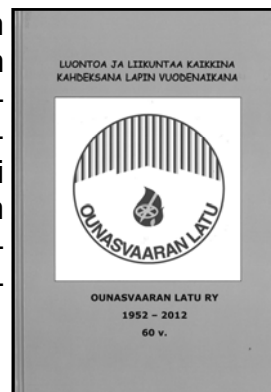 n
n
-
-
i
n
-
-
LUONTOA JA LIIKUNTAA KAIKKINA
KAHDEKSANA LAPIN VUODENAIKANA
OUNASVAARAN LATU
OUNASVAARAN LATU RY
1952 – 2012
60 v.